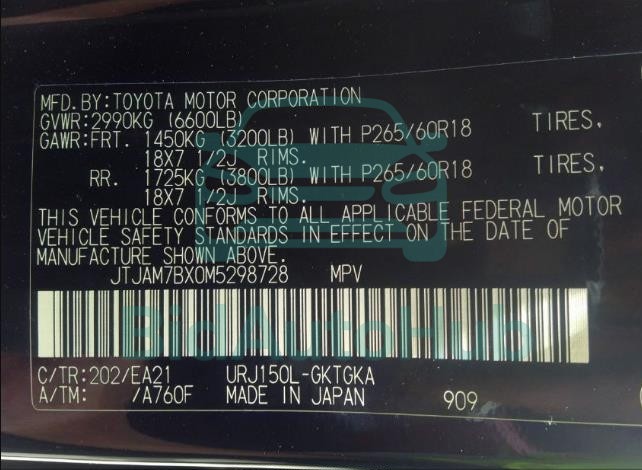 MFD.BY:TOYOTA MOTOR CORPORATION
GVWR:2990KG (6600LB)
GAWR:FRT. 1450KG (3200LB) WITH P265/60R18 TIRES,
18X7 1/2J RIMS.
RR. 1725KG (3800LB) WITH P265/60R18 TIRES,
18X7 1/2J RIMS.
THIS VEHICLE CONFORMS TO ALL APPLICABLE FEDERAL MOTOR
VEHICLE SAFETY STANDARDS IN EFFECT ON THE DATE OF
MANUFACTURE SHOWN ABOVE.
JTJAM7BX0M5298728 MPV
BidAutoHub
C/TR:202/EA21 URJ150L-GKTGKA
A/TM: /A760F MADE IN JAPAN 909